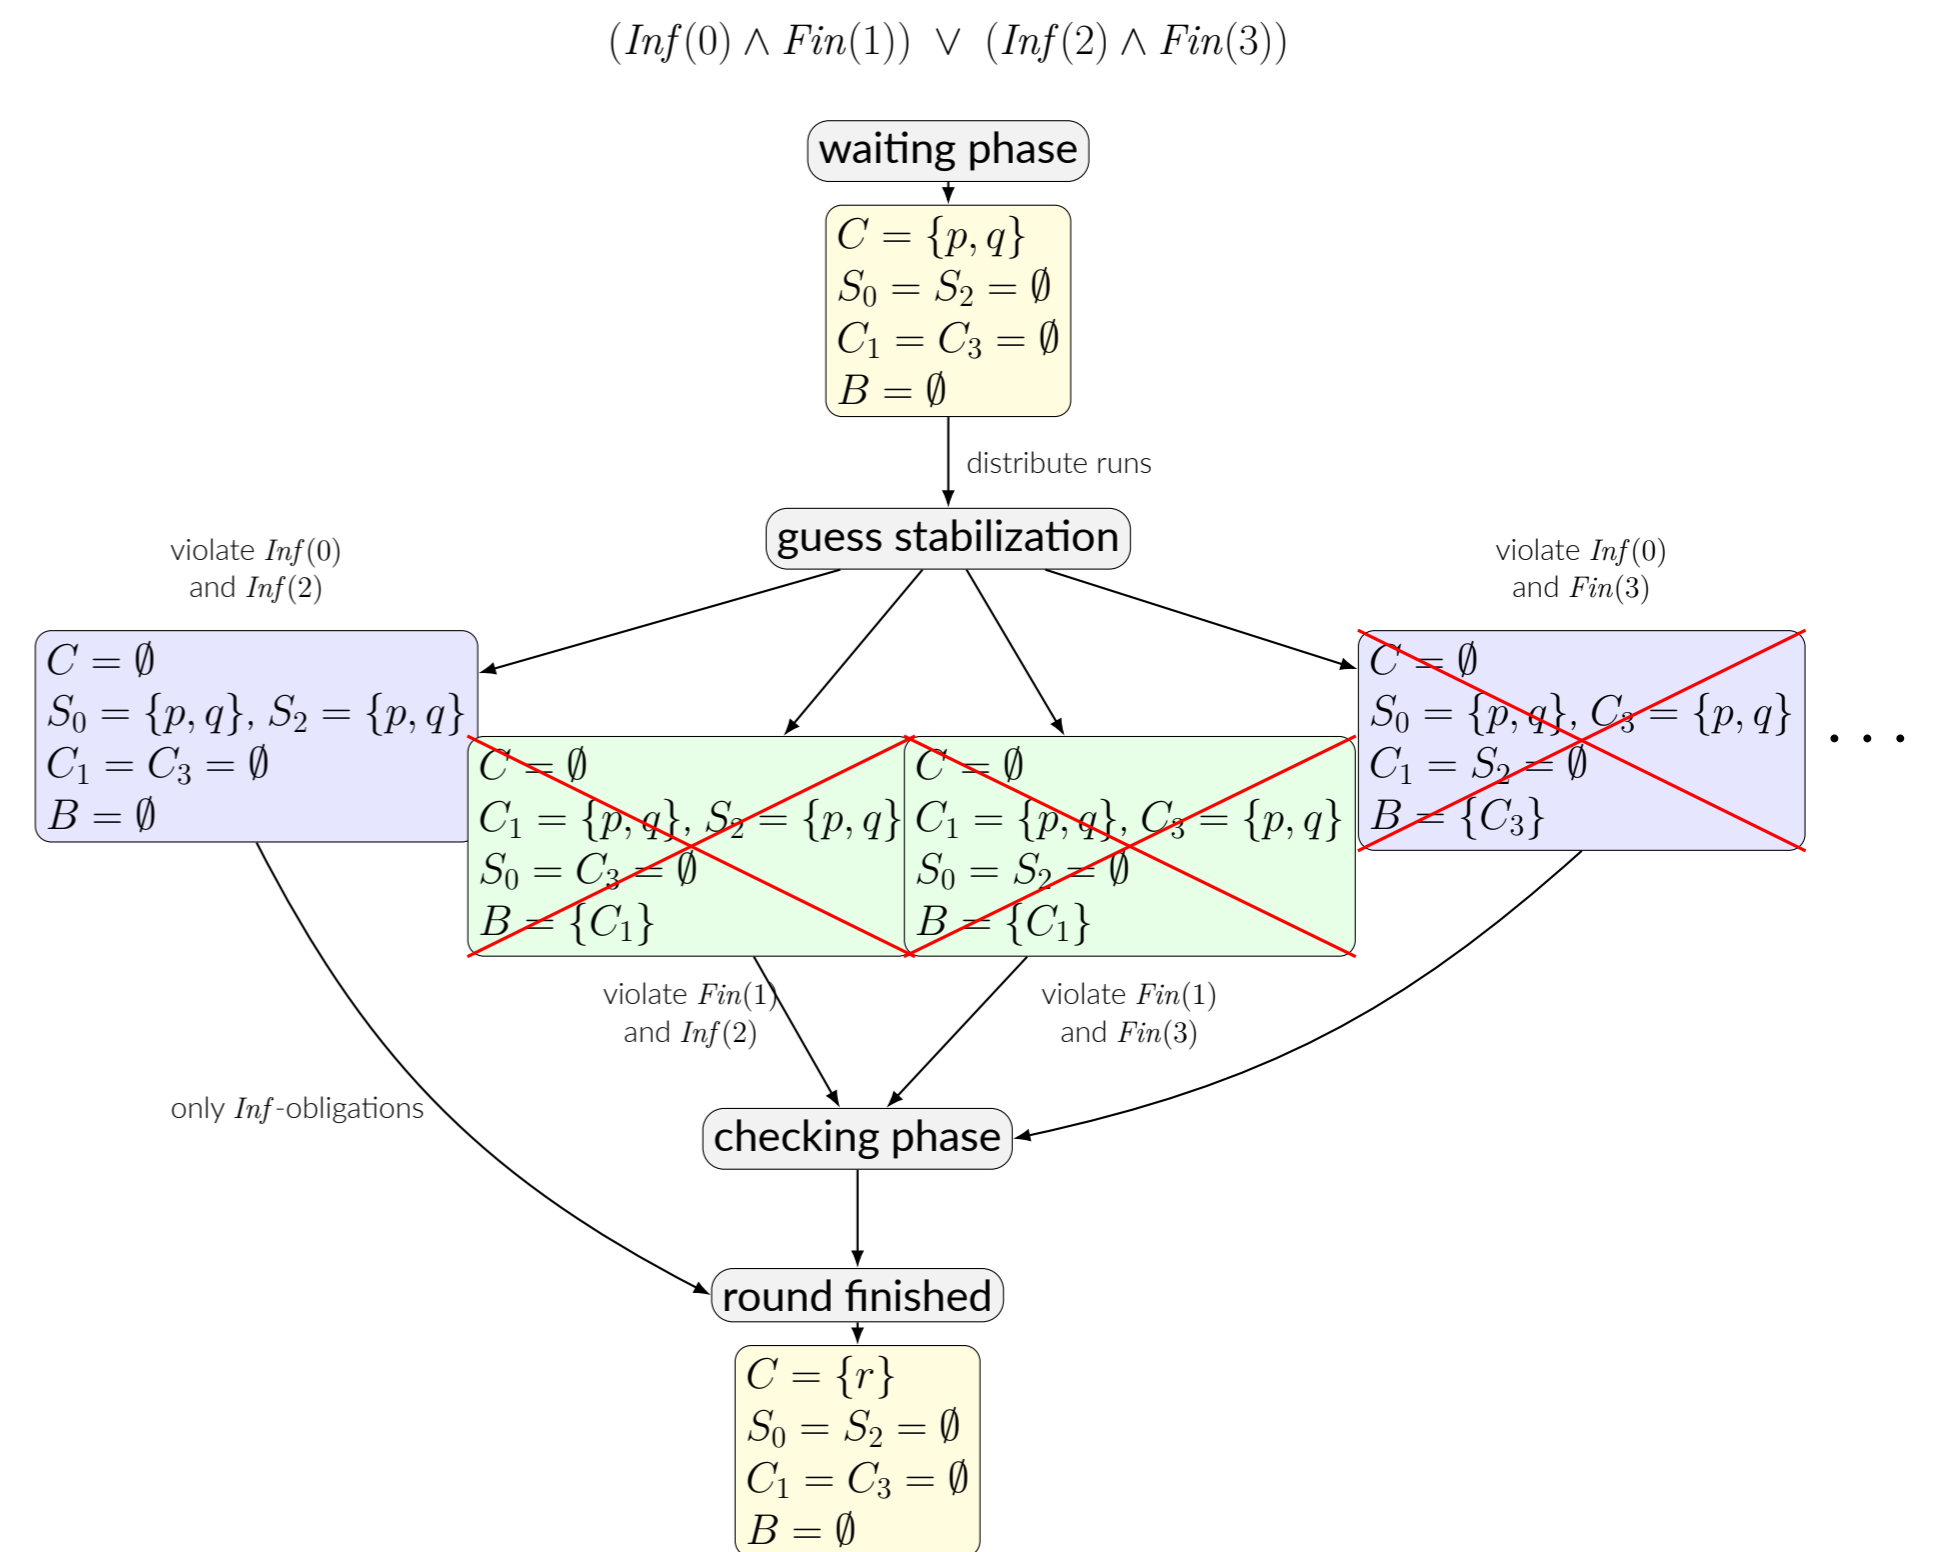 (Inf(0) ∧ Fin(1)) ∨ (Inf(2) ∧ Fin(3))
waiting phase
C = {p, q}
S₀ = S₂ = ∅
C₁ = C₃ = ∅
B = ∅
distribute runs
guess stabilization
violate Inf(0)
and Inf(2)
C = ∅
S₀ = {p, q}, S₂ = {p, q}
C₁ = C₃ = ∅
B = ∅
C = ∅
C₁ = {p, q}, S₂ = {p, q}
S₀ = C₃ = ∅
B = {C₁}
C = ∅
C₁ = {p, q}, C₃ = {p, q}
S₀ = S₂ = ∅
B = {C₁}
violate Inf(0)
and Fin(3)
C = ∅
S₀ = {p, q}, C₃ = {p, q}
C₁ = S₂ = ∅
B = {C₃}
...
violate Fin(1)
and Inf(2)
violate Fin(1)
and Fin(3)
only Inf-obligations
checking phase
round finished
C = {r}
S₀ = S₂ = ∅
C₁ = C₃ = ∅
B = ∅